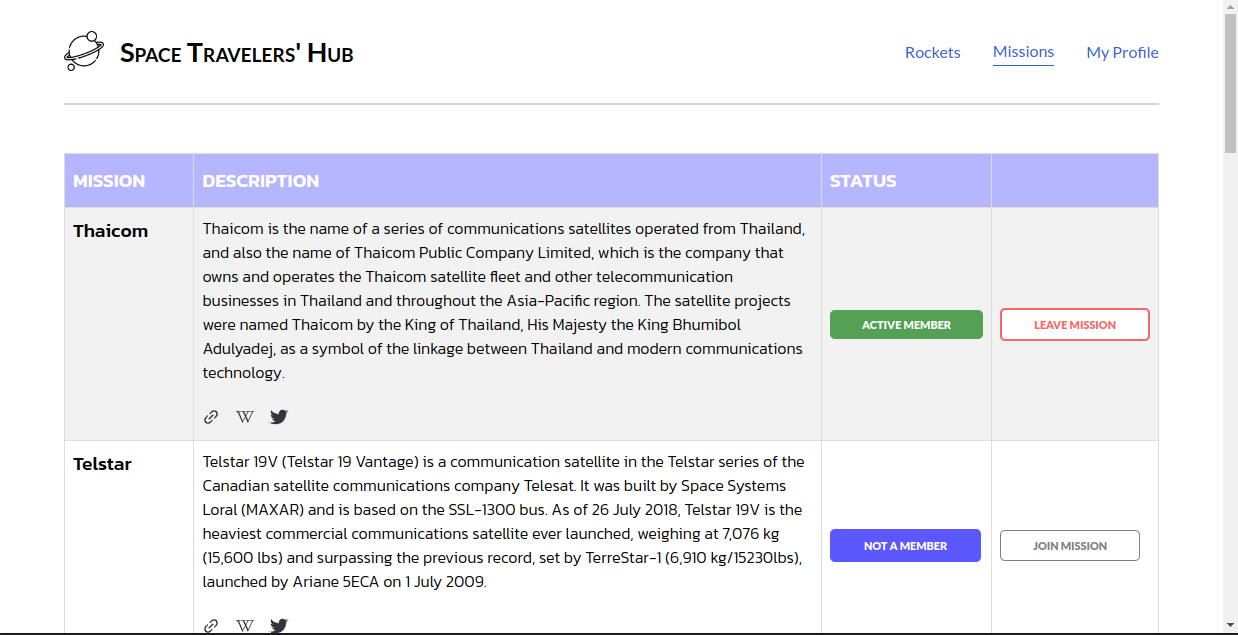 SPACE TRAVELERS' HUB
Rockets
Missions
My Profile
MISSION
DESCRIPTION
STATUS
Thaicom
Thaicom is the name of a series of communications satellites operated from Thailand,
and also the name of Thaicom Public Company Limited, which is the company that
owns and operates the Thaicom satellite fleet and other telecommunication
businesses in Thailand and throughout the Asia-Pacific region. The satellite projects
were named Thaicom by the King of Thailand, His Majesty the King Bhumibol
Adulyadej, as a symbol of the linkage between Thailand and modern communications
technology.
W
ACTIVE MEMBER
LEAVE MISSION
Telstar
Telstar 19V (Telstar 19 Vantage) is a communication satellite in the Telstar series of the
Canadian satellite communications company Telesat. It was built by Space Systems
Loral (MAXAR) and is based on the SSL-1300 bus. As of 26 July 2018, Telstar 19V is the
heaviest commercial communications satellite ever launched, weighing at 7,076 kg
(15,600 lbs) and surpassing the previous record, set by TerreStar-1 (6,910 kg/15230lbs),
launched by Ariane 5ECA on 1 July 2009.
W
NOT A MEMBER
JOIN MISSION